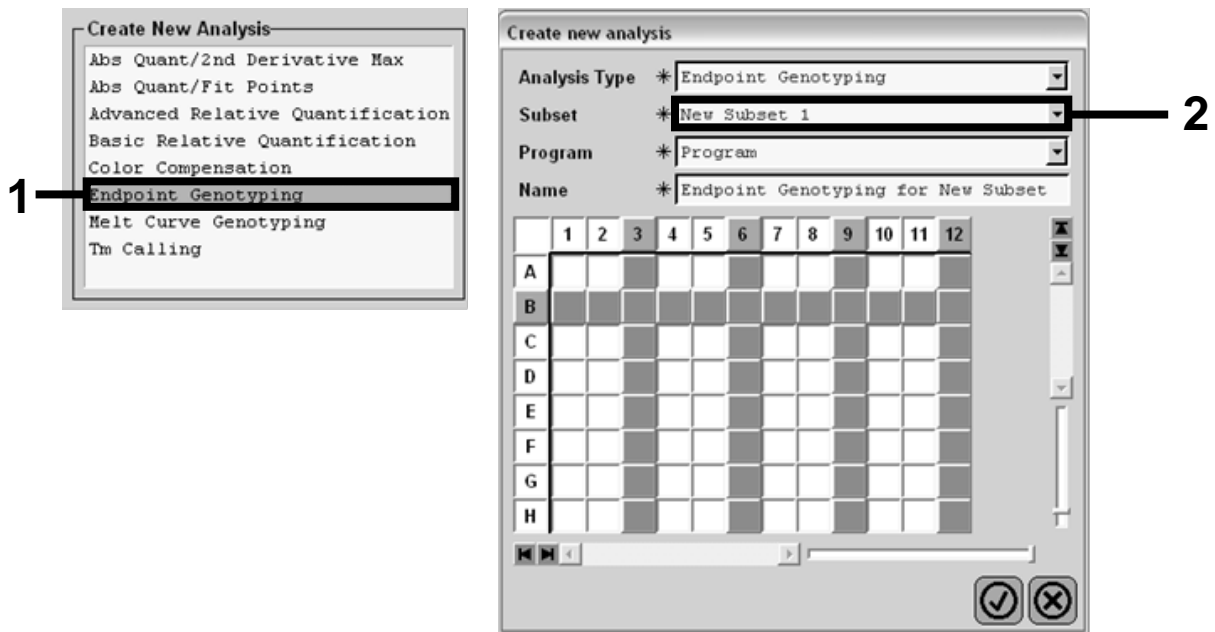 Create New Analysis
Abs Quant/2nd Derivative Max
Abs Quant/Fit Points
Advanced Relative Quantification
Basic Relative Quantification
Color Compensation
1
Endpoint Genotyping
Melt Curve Genotyping
Tm Calling
Create new analysis
Analysis Type * Endpoint Genotyping
Subset * New Subset 1
2
Program * Program
Name * Endpoint Genotyping for New Subset
1 2 3 4 5 6 7 8 9 10 11 12
A
B
C
D
E
F
G
H